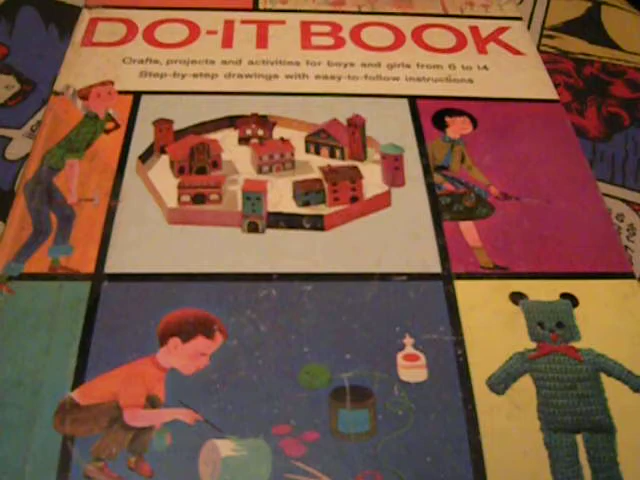 DO-IT BOOK
Crafts, projects and activities for boys and girls from 6 to 14
Step-by-step drawings with easy-to-follow instructions